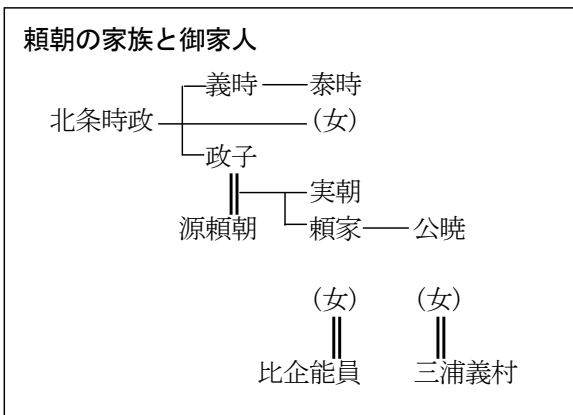 頼朝の家族と御家人
義時 泰時
北条時政 (女)
政子
実朝
源頼朝 頼家 公暁
(女) (女)
比企能員 三浦義村